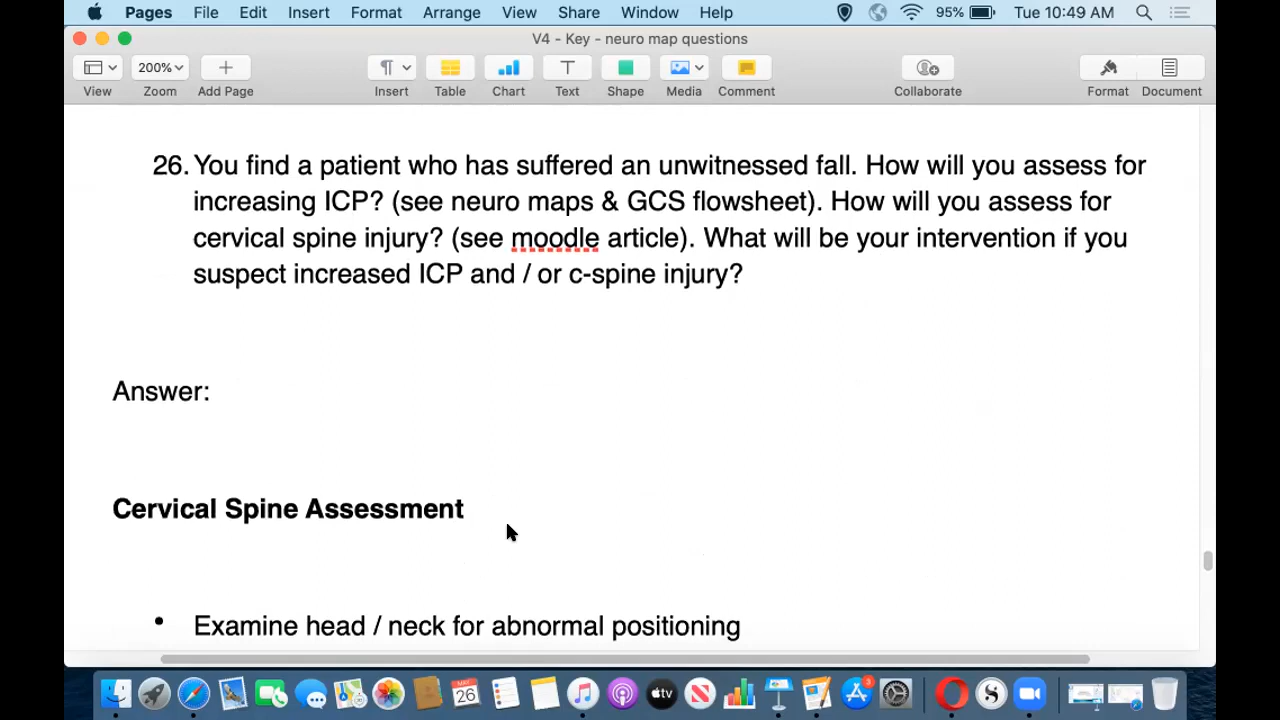 Pages File Edit Insert Format Arrange View Share Window Help 95% Tue 10:49 AM
V4 - Key - neuro map questions
200%
View Zoom Add Page Insert Table Chart Text Shape Media Comment Collaborate Format Document
26. You find a patient who has suffered an unwitnessed fall. How will you assess for
increasing ICP? (see neuro maps & GCS flowsheet). How will you assess for
cervical spine injury? (see moodle article). What will be your intervention if you
suspect increased ICP and / or c-spine injury?
Answer:
Cervical Spine Assessment
• Examine head / neck for abnormal positioning
MAY
26
tv
3